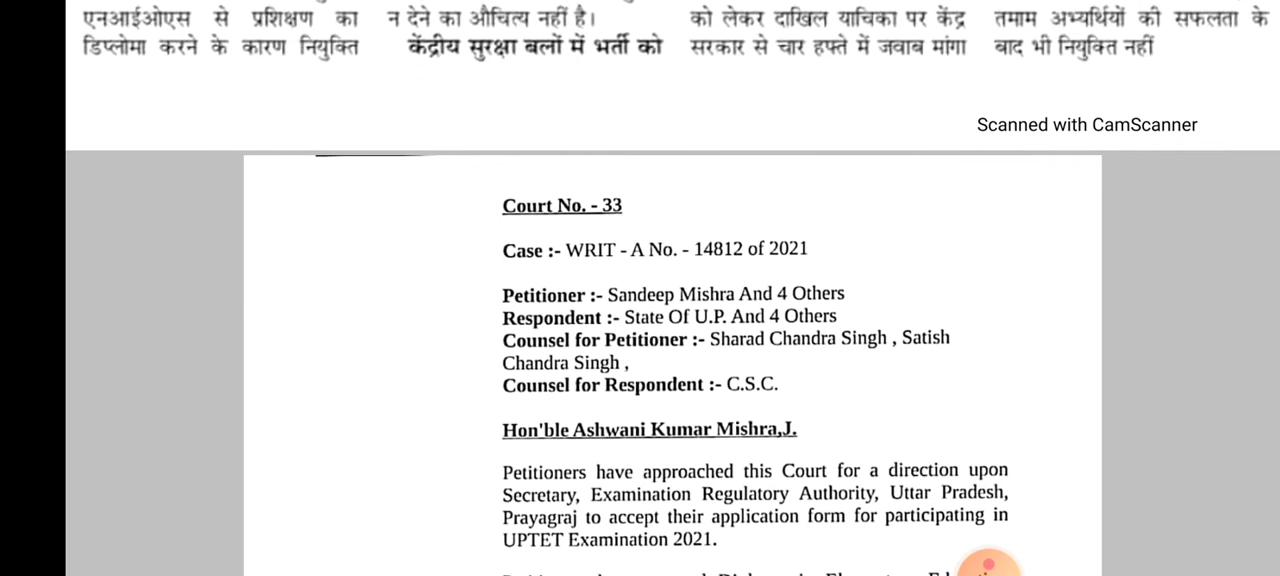 एनआईओएस से प्रशिक्षण का
डिप्लोमा करने के कारण नियुक्ति
न देने का औचित्य नहीं है।
केंद्रीय सुरक्षा बलों में भर्ती को
को लेकर दाखिल याचिका पर केंद्र
सरकार से चार हफ्ते में जवाब मांगा
तमाम अभ्यर्थियों की सफलता के
बाद भी नियुक्ति नहीं
Scanned with CamScanner
Court No. - 33
Case :- WRIT - A No. - 14812 of 2021
Petitioner :- Sandeep Mishra And 4 Others
Respondent :- State Of U.P. And 4 Others
Counsel for Petitioner :- Sharad Chandra Singh , Satish
Chandra Singh ,
Counsel for Respondent :- C.S.C.
Hon'ble Ashwani Kumar Mishra,J.
Petitioners have approached this Court for a direction upon
Secretary, Examination Regulatory Authority, Uttar Pradesh,
Prayagraj to accept their application form for participating in
UPTET Examination 2021.